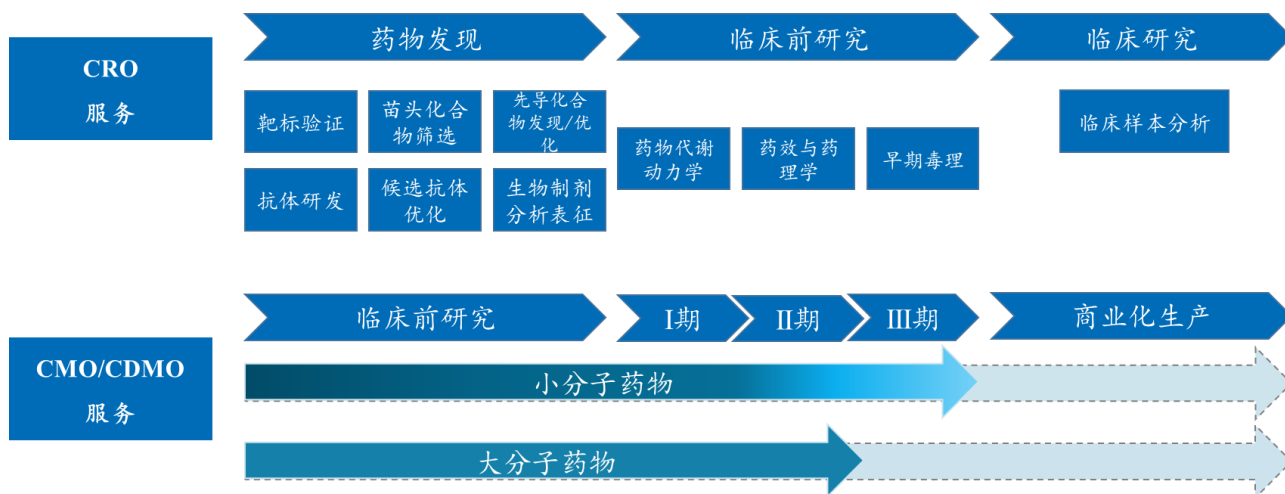 CRO
服务
药物发现
临床前研究
临床研究
靶标验证
苗头化合
物筛选
先导化合
物发现/优
化
抗体研发
候选抗体
优化
生物制剂
分析表征
药物代谢
动力学
药效与药
理学
早期毒理
临床样本分析
CMO/CDMO
服务
临床前研究
I期
II期
III期
商业化生产
小分子药物
大分子药物